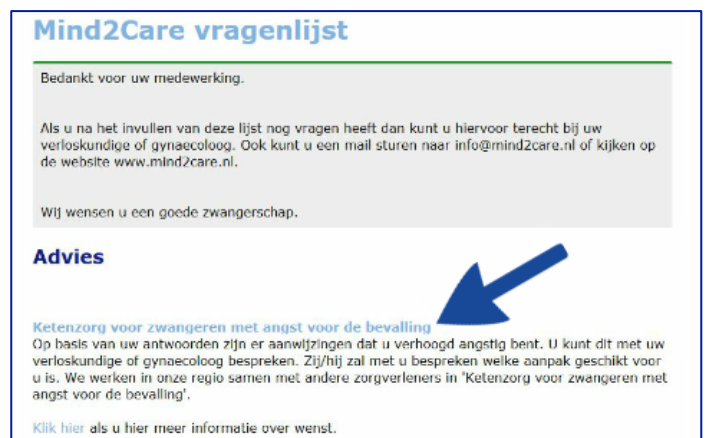 Mind2Care vragenlijst
Bedankt voor uw medewerking.
Als u na het invullen van deze lijst nog vragen heeft dan kunt u hiervoor terecht bij uw
verloskundige of gynaecoloog. Ook kunt u een mail sturen naar info@mind2care.nl of kijken op
de website www.mind2care.nl.
Wij wensen u een goede zwangerschap.
Advies
Ketenzorg voor zwangeren met angst voor de bevalling
Op basis van uw antwoorden zijn er aanwijzingen dat u verhoogd angstig bent. U kunt dit met uw
verloskundige of gynaecoloog bespreken. Zij/hij zal met u bespreken welke aanpak geschikt voor
u is. We werken in onze regio samen met andere zorgverleners in 'Ketenzorg voor zwangeren met
angst voor de bevalling'.
Klik hier als u hier meer informatie over wenst.